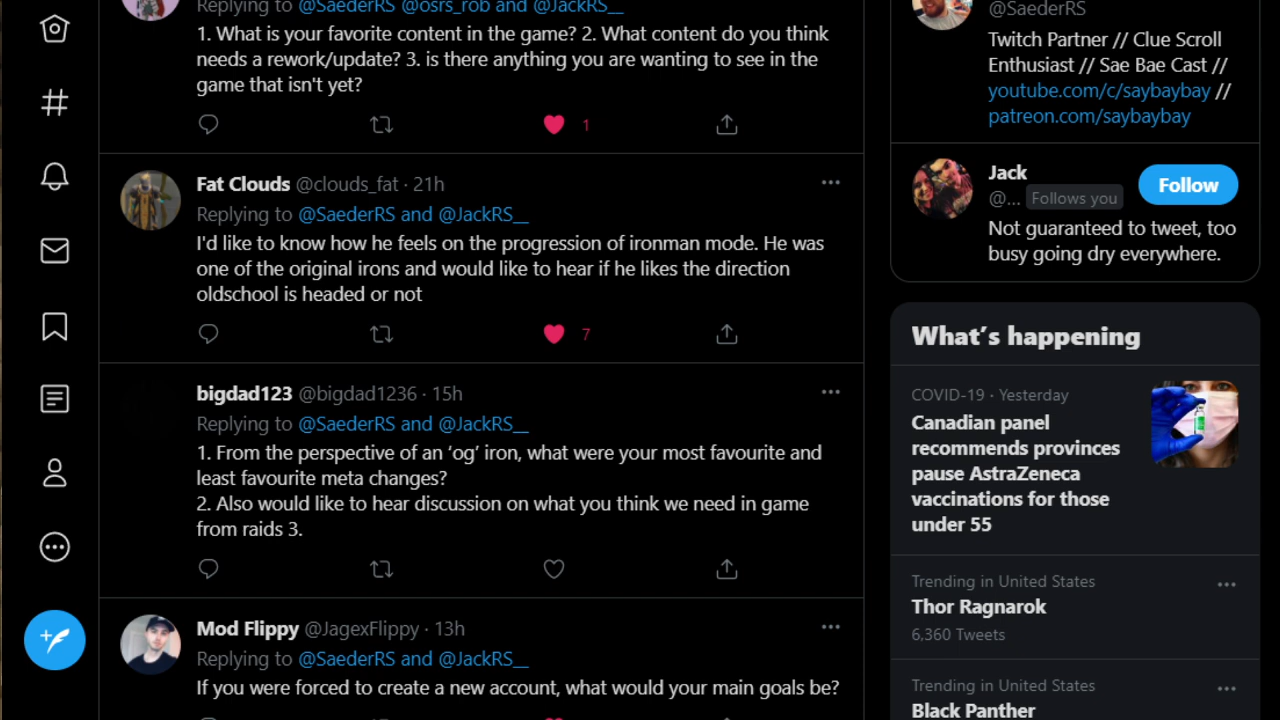 Replying to @SaederRS @osrs_rob and @JackRS__
1. What is your favorite content in the game? 2. What content do you think
needs a rework/update? 3. is there anything you are wanting to see in the
game that isn't yet?
1
Fat Clouds @clouds_fat · 21h
Replying to @SaederRS and @JackRS__
I'd like to know how he feels on the progression of ironman mode. He was
one of the original irons and would like to hear if he likes the direction
oldschool is headed or not
7
bigdad123 @bigdad1236 · 15h
Replying to @SaederRS and @JackRS__
1. From the perspective of an ‘og’ iron, what were your most favourite and
least favourite meta changes?
2. Also would like to hear discussion on what you think we need in game
from raids 3.
Mod Flippy @JagexFlippy · 13h
Replying to @SaederRS and @JackRS__
If you were forced to create a new account, what would your main goals be?
@SaederRS
Twitch Partner // Clue Scroll
Enthusiast // Sae Bae Cast //
youtube.com/c/saybaybay //
patreon.com/saybaybay
Jack
@... Follows you
Follow
Not guaranteed to tweet, too
busy going dry everywhere.
What's happening
COVID-19 · Yesterday
Canadian panel
recommends provinces
pause AstraZeneca
vaccinations for those
under 55
Trending in United States
Thor Ragnarok
6,360 Tweets
Trending in United States
Black Panther